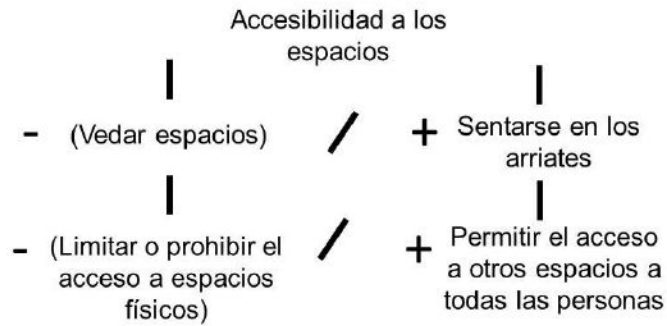 Accesibilidad a los
espacios
- (Vedar espacios) / + Sentarse en los
arriates
- (Limitar o prohibir el
acceso a espacios
físicos) / + Permitir el acceso
a otros espacios a
todas las personas